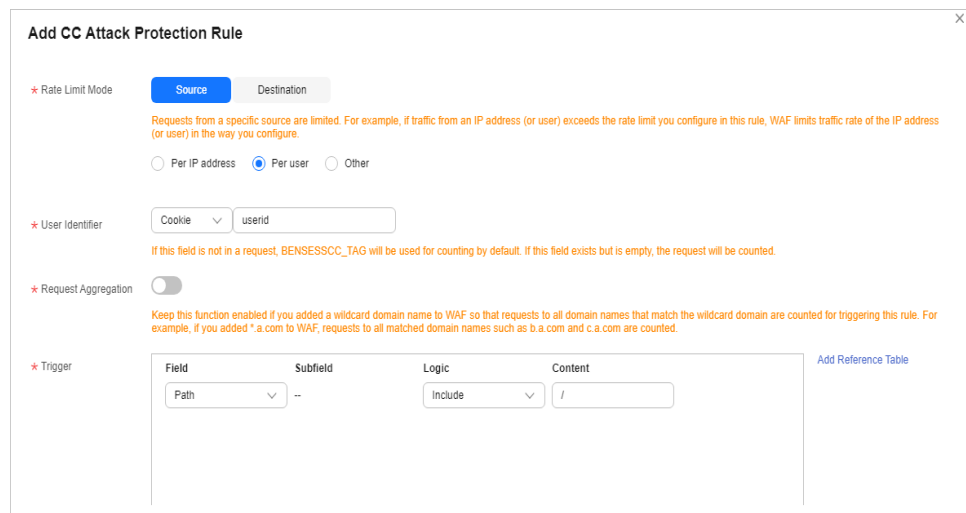 Add CC Attack Protection Rule
X
* Rate Limit Mode
Source
Destination
Requests from a specific source are limited. For example, if traffic from an IP address (or user) exceeds the rate limit you configure in this rule, WAF limits traffic rate of the IP address
(or user) in the way you configure.
Per IP address
Per user
Other
* User Identifier
Cookie
userid
If this field is not in a request, BENSESSCC_TAG will be used for counting by default. If this field exists but is empty, the request will be counted.
* Request Aggregation
Keep this function enabled if you added a wildcard domain name to WAF so that requests to all domain names that match the wildcard domain are counted for triggering this rule. For
example, if you added *.a.com to WAF, requests to all matched domain names such as b.a.com and c.a.com are counted.
* Trigger
Field Subfield Logic Content
Path -- Include /
Add Reference Table